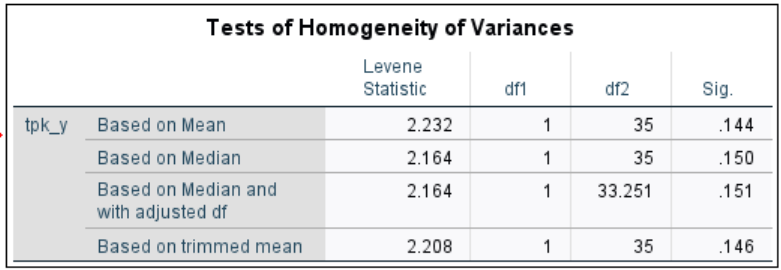 Tests of Homogeneity of Variances
Levene Statistic df1 df2 Sig.
tpk_y Based on Mean 2.232 1 35 .144
Based on Median 2.164 1 35 .150
Based on Median and with adjusted df 2.164 1 33.251 .151
Based on trimmed mean 2.208 1 35 .146